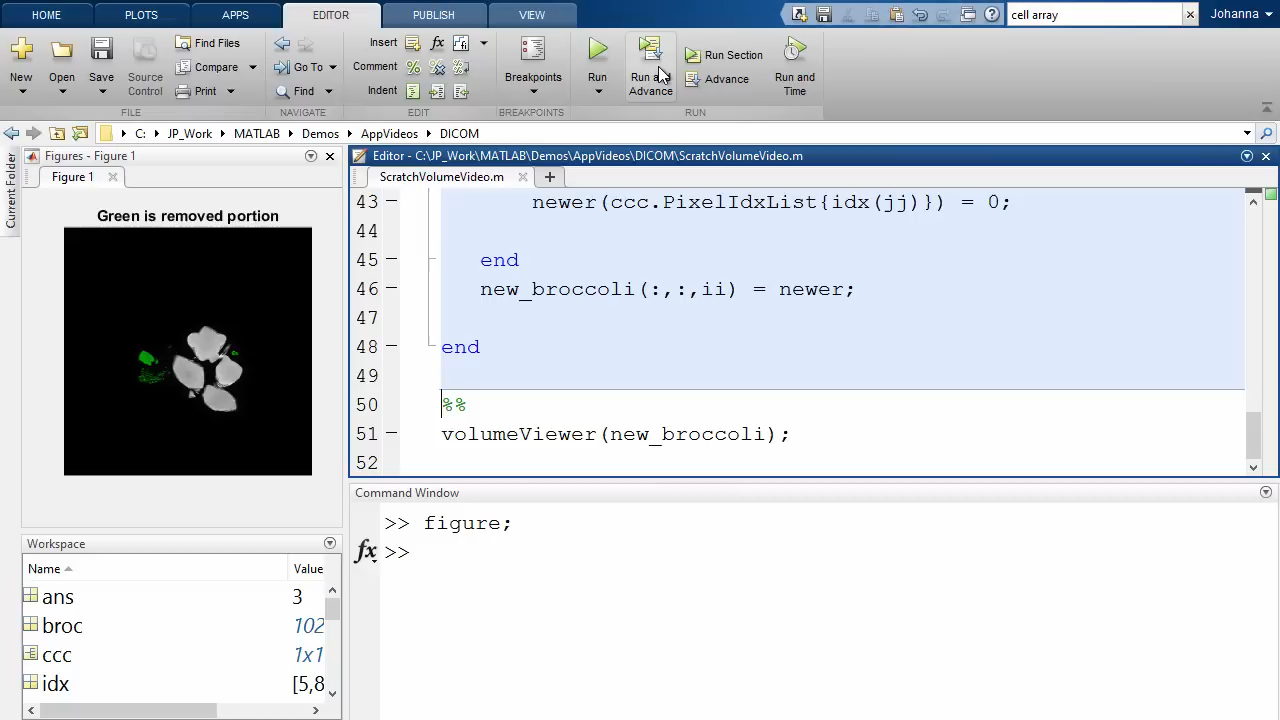 HOME PLOTS APPS EDITOR PUBLISH VIEW cell array Johanna
New Open Save Source Control
Find Files
Compare
Print
FILE
Go To
Find
NAVIGATE
Insert
Comment
Indent
EDIT
Breakpoints
BREAKPOINTS
Run
Run and Advance
Run Section
Advance
Run and Time
RUN
C: JP_Work MATLAB Demos AppVideos DICOM
Current Folder
Figures - Figure 1
Figure 1
Green is removed portion
Editor - C:\JP_Work\MATLAB\Demos\AppVideos\DICOM\ScratchVolumeVideo.m
ScratchVolumeVideo.m
43 newer(ccc.PixelIdxList{idx(jj)}) = 0;
44
45 end
46 new_broccoli(:,:,ii) = newer;
47
48 end
49
50 %%
51 volumeViewer(new_broccoli);
52
Command Window
>> figure;
fx >>
Workspace
Name Value
ans 3
broc 102
ccc 1x1
idx [5,8